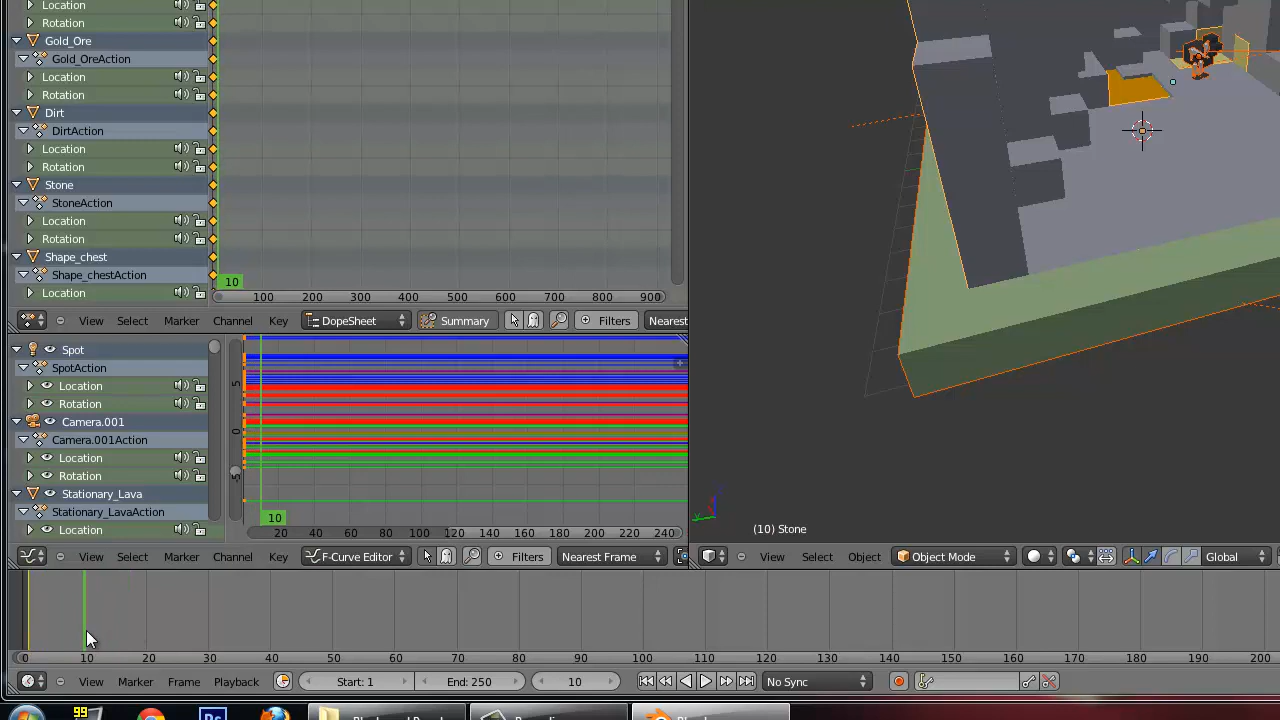 Location
Rotation
Gold_Ore
Gold_OreAction
Location
Rotation
Dirt
DirtAction
Location
Rotation
Stone
StoneAction
Location
Rotation
Shape_chest
Shape_chestAction
Location
10
100 200 300 400 500 600 700 800 900
View Select Marker Channel Key DopeSheet Summary Filters Nearest
Spot
SpotAction
Location
Rotation
Camera.001
Camera.001Action
Location
Rotation
Stationary_Lava
Stationary_LavaAction
Location
5
0
-5
10
20 40 60 80 100 120 140 160 180 200 220 240
View Select Marker Channel Key F-Curve Editor Filters Nearest Frame
(10) Stone
View Select Object Object Mode Global
0 10 20 30 40 50 60 70 80 90 100 110 120 130 140 150 160 170 180 190 200
View Marker Frame Playback Start: 1 End: 250 10 No Sync
99
Ps